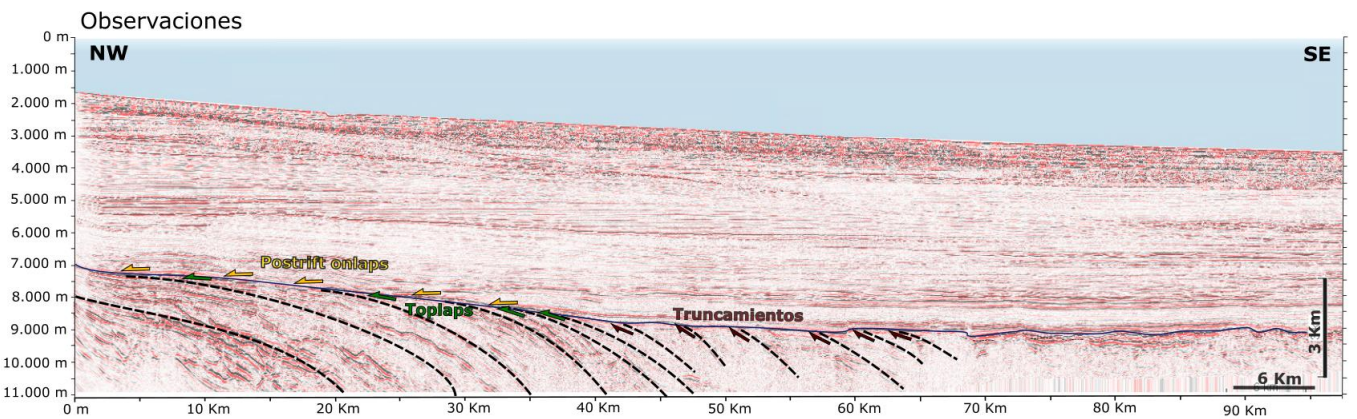 Observaciones
0 m
NW
SE
1.000 m
2.000 m
3.000 m
4.000 m
5.000 m
6.000 m
7.000 m
Postrift onlaps
8.000 m
Toplaps
Truncamientos
9.000 m
3 Km
10.000 m
6 Km
11.000 m
0 m 10 Km 20 Km 30 Km 40 Km 50 Km 60 Km 70 Km 80 Km 90 Km